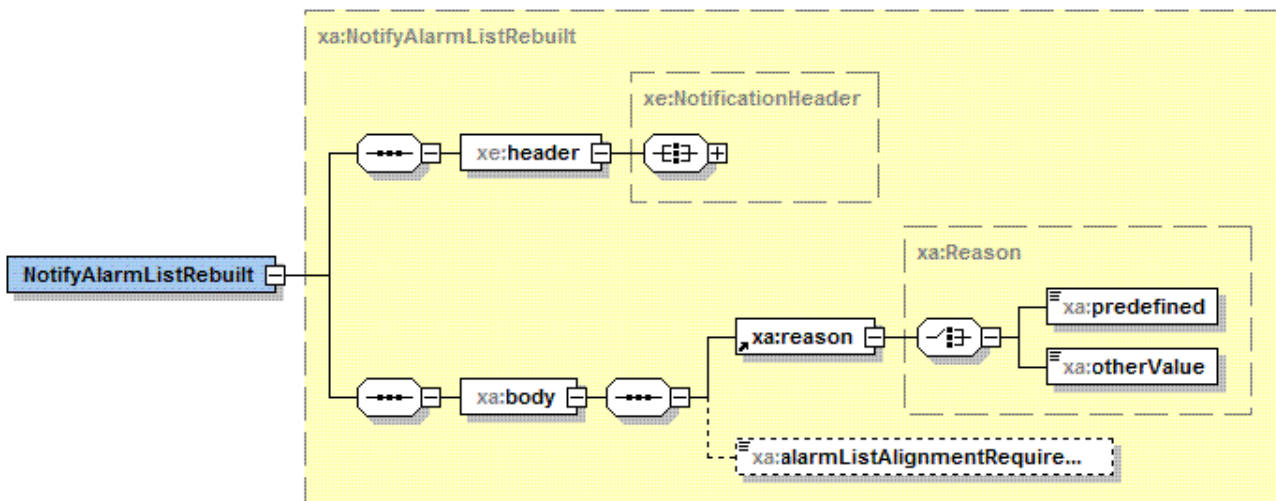 xa:NotifyAlarmListRebuilt
xe:NotificationHeader
xe:header
NotifyAlarmListRebuilt
xa:Reason
xa:predefined
xa:reason
xa:otherValue
xa:body
xa:alarmListAlignmentRequire...